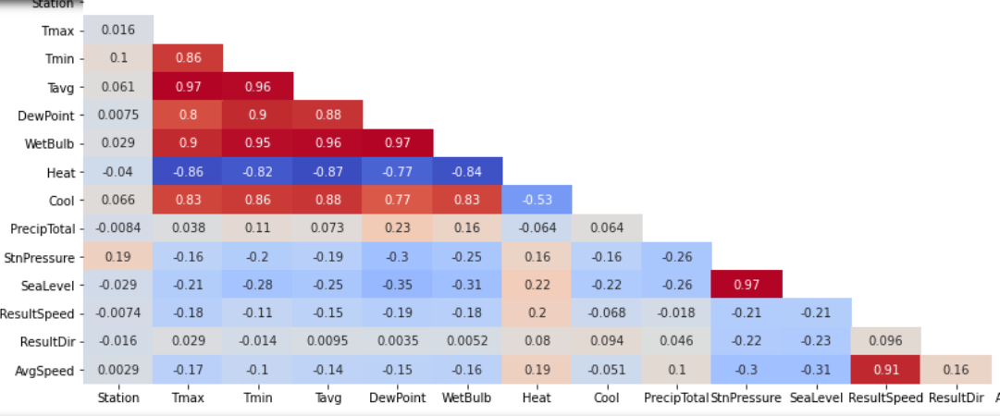 Station
Tmax 0.016
Tmin 0.1 0.86
Tavg 0.061 0.97 0.96
DewPoint 0.0075 0.8 0.9 0.88
WetBulb 0.029 0.9 0.95 0.96 0.97
Heat -0.04 -0.86 -0.82 -0.87 -0.77 -0.84
Cool 0.066 0.83 0.86 0.88 0.77 0.83 -0.53
PrecipTotal -0.0084 0.038 0.11 0.073 0.23 0.16 -0.064 0.064
StnPressure 0.19 -0.16 -0.2 -0.19 -0.3 -0.25 0.16 -0.16 -0.26
SeaLevel -0.029 -0.21 -0.28 -0.25 -0.35 -0.31 0.22 -0.22 -0.26 0.97
ResultSpeed -0.0074 -0.18 -0.11 -0.15 -0.19 -0.18 0.2 -0.068 -0.018 -0.21 -0.21
ResultDir -0.016 0.029 -0.014 0.0095 0.0035 0.0052 0.08 0.094 0.046 -0.22 -0.23 0.096
AvgSpeed 0.0029 -0.17 -0.1 -0.14 -0.15 -0.16 0.19 -0.051 0.1 -0.3 -0.31 0.91 0.16
Station Tmax Tmin Tavg DewPoint WetBulb Heat Cool PrecipTotal StnPressure SeaLevel ResultSpeed ResultDir